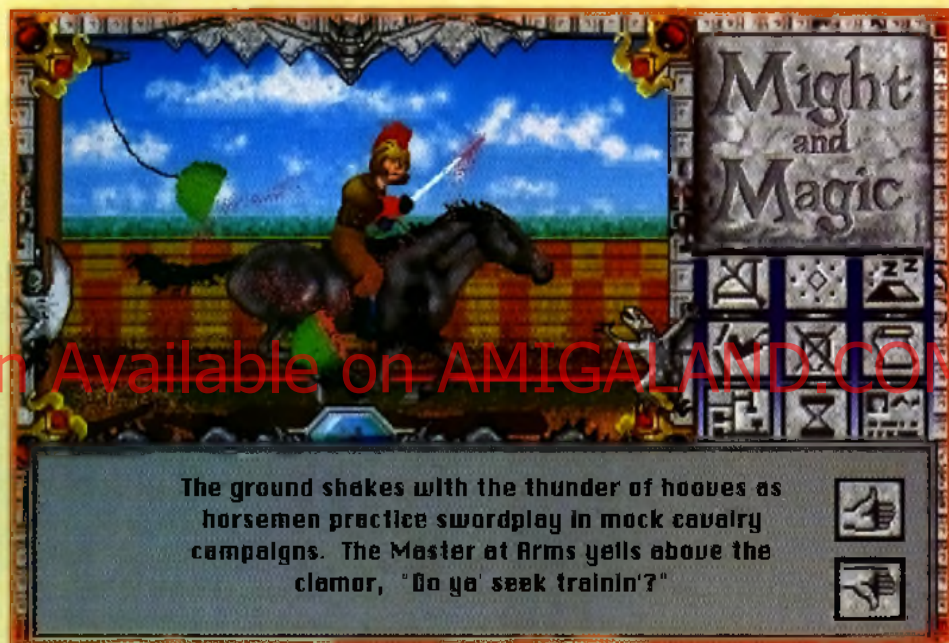 Might
and
Magic
Z Z
n Available on AMIGALAND.COM
The ground shakes with the thunder of hooves as
horsemen practice swordplay in mock cavalry
campaigns. The Master at Arms yells above the
clamor, "Do ya' seek trainin'?"